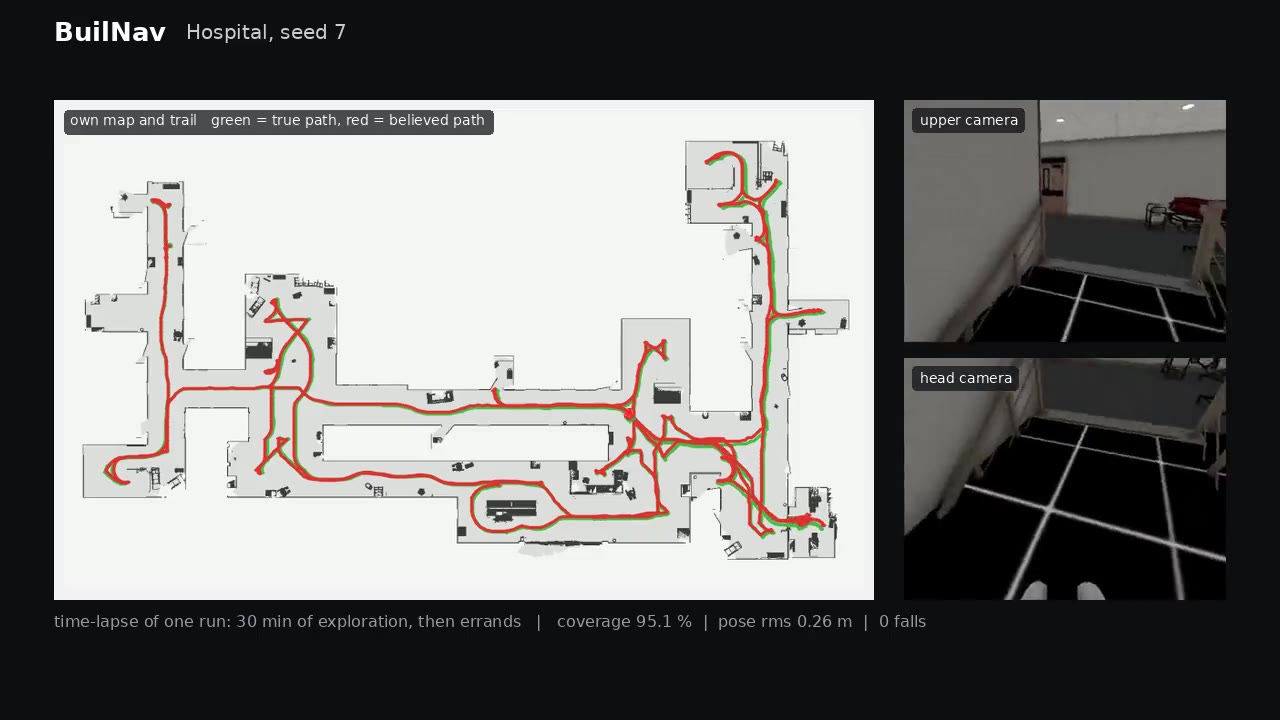 BuilNav Hospital, seed 7
own map and trail green = true path, red = believed path
upper camera
head camera
time-lapse of one run: 30 min of exploration, then errands | coverage 95.1 % | pose rms 0.26 m | 0 falls